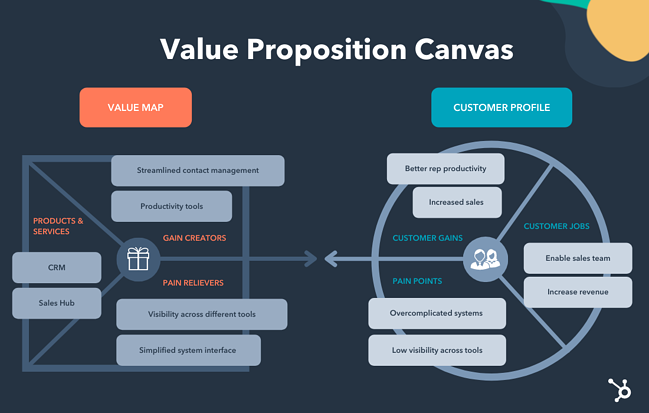 Value Proposition Canvas
VALUE MAP
CUSTOMER PROFILE
Streamlined contact management
Productivity tools
PRODUCTS &
SERVICES
GAIN CREATORS
CRM
PAIN RELIEVERS
Sales Hub
Visibility across different tools
Simplified system interface
Better rep productivity
Increased sales
CUSTOMER GAINS
CUSTOMER JOBS
Enable sales team
PAIN POINTS
Increase revenue
Overcomplicated systems
Low visibility across tools